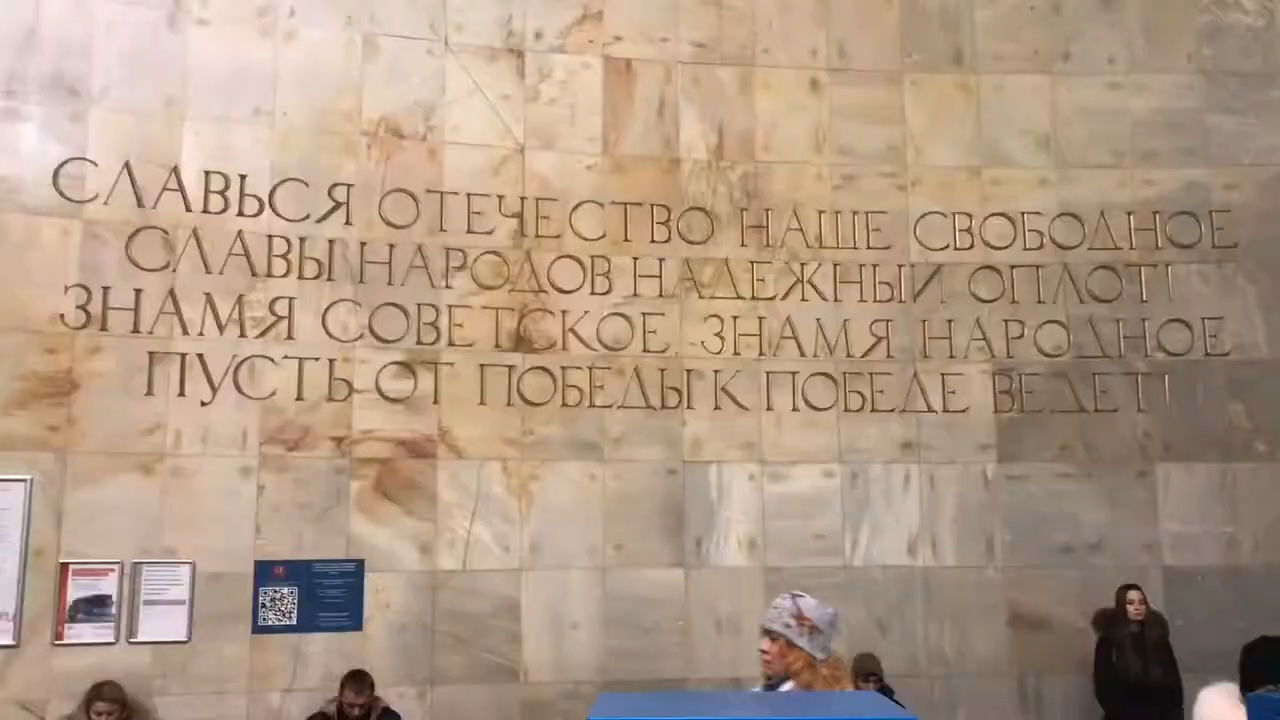 СЛАВЬСЯ ОТЕЧЕСТВО НАШЕ СВОБОДНОЕ
СЛАВЫ НАРОДОВ НАДЕЖНЫЙ ОПЛОТ!
ЗНАМЯ СОВЕТСКОЕ, ЗНАМЯ НАРОДНОЕ
ПУСТЬ ОТ ПОБЕДЫ К ПОБЕДЕ ВЕДЕТ!